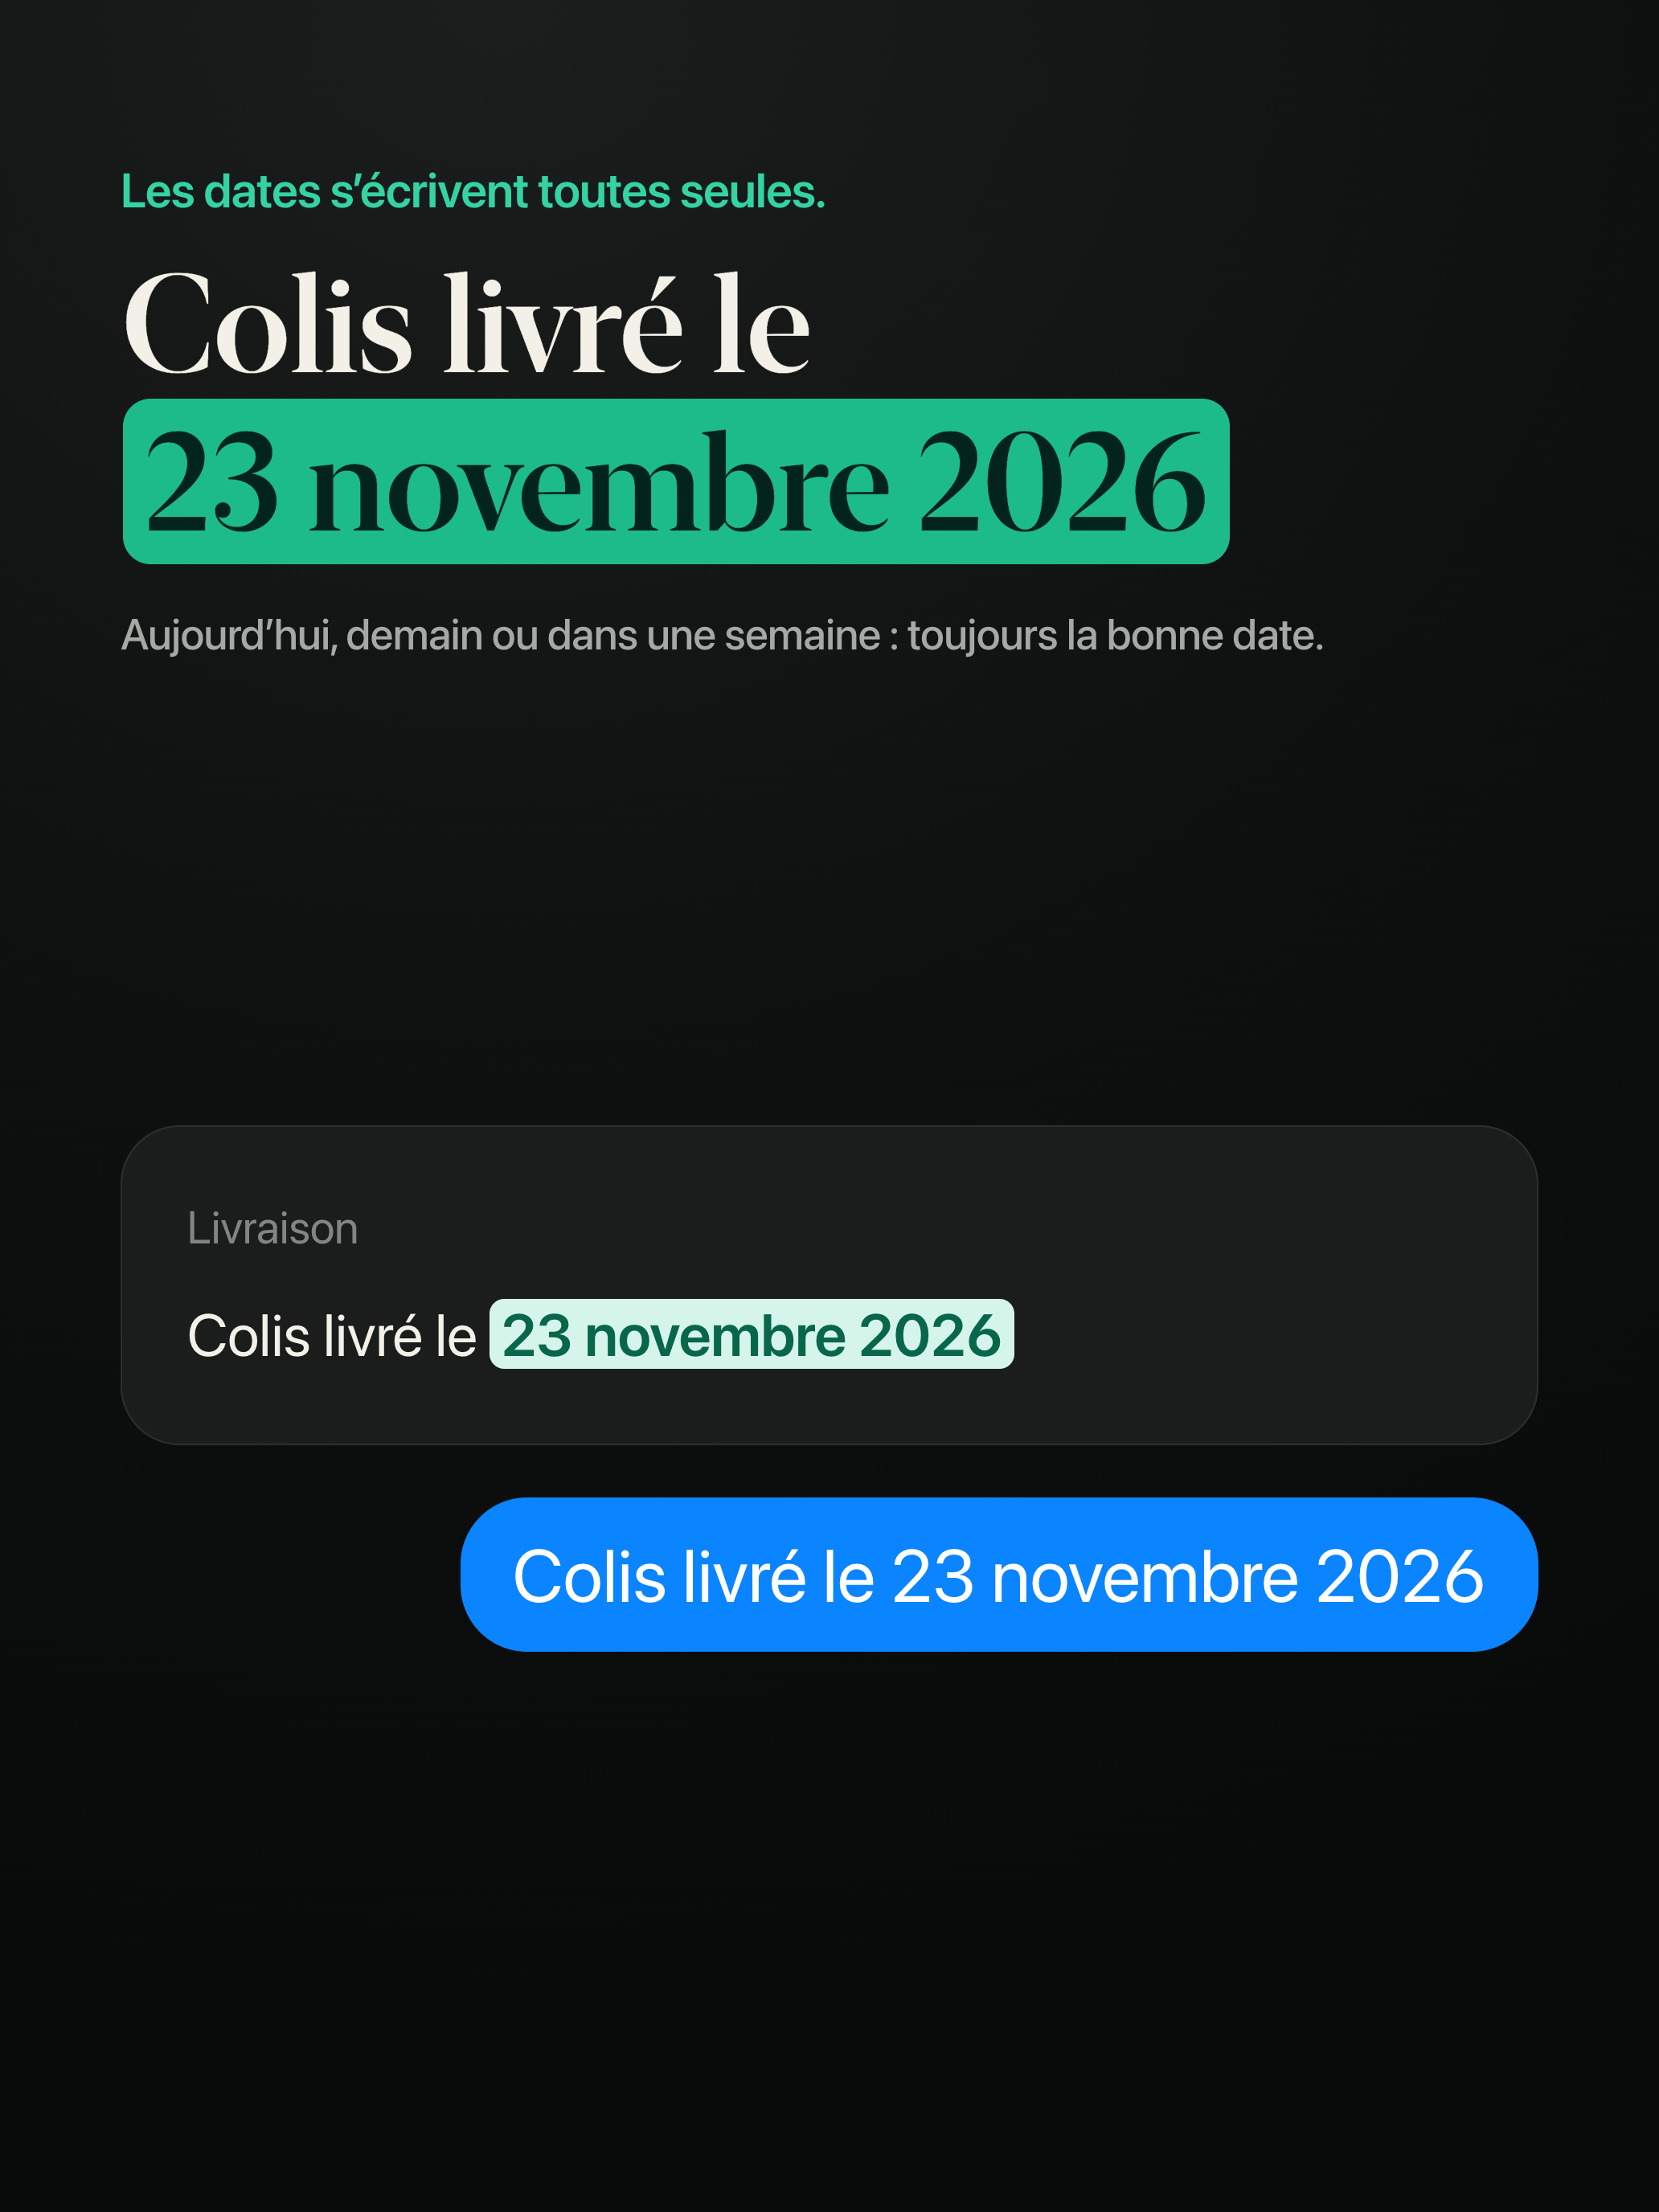 Les dates s’écrivent toutes seules.
Colis livré le
23 novembre 2026
Aujourd’hui, demain ou dans une semaine : toujours la bonne date.
Livraison
Colis livré le 23 novembre 2026
Colis livré le 23 novembre 2026